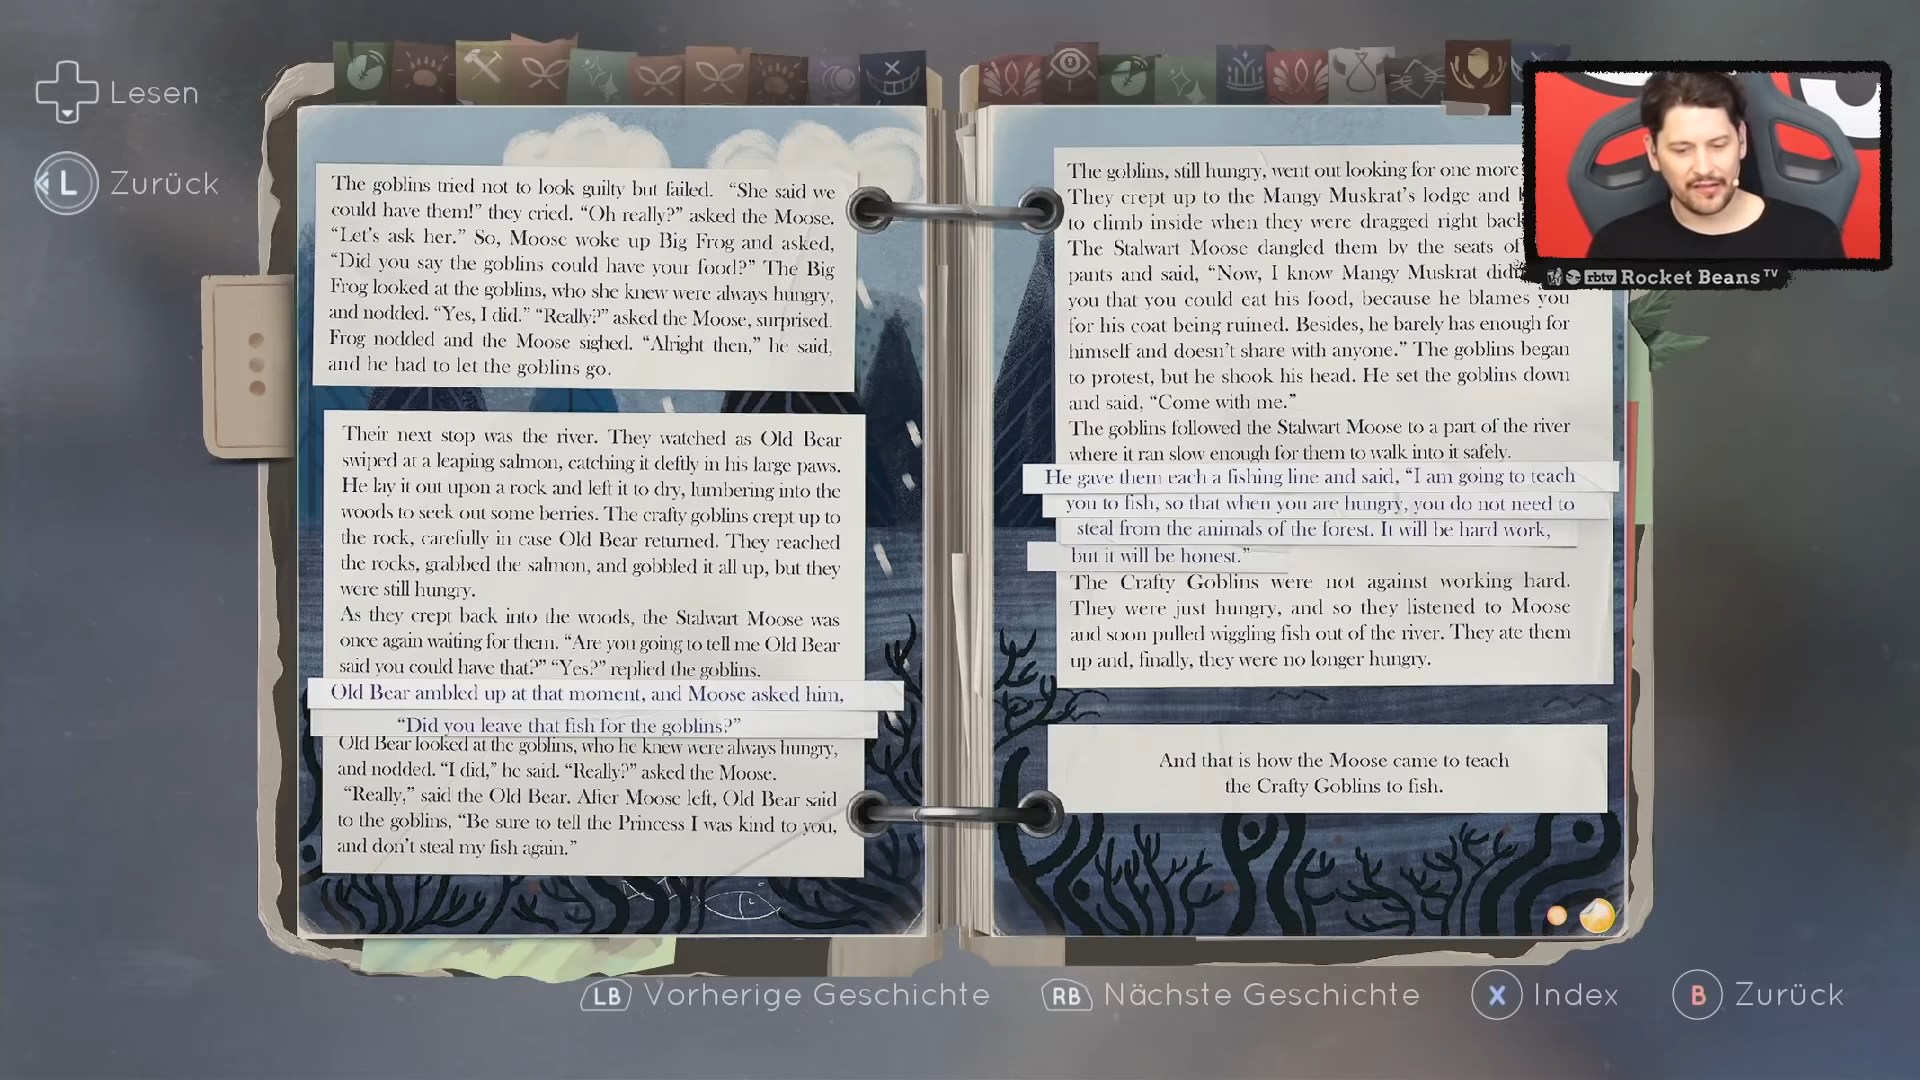 Lesen
L Zurück
The goblins tried not to look guilty but failed. “She said we
could have them!” they cried. “Oh really?” asked the Moose.
“Let’s ask her.” So, Moose woke up Big Frog and asked,
“Did you say the goblins could have your food?” The Big
Frog looked at the goblins, who she knew were always hungry,
and nodded. “Yes, I did.” “Really?” asked the Moose, surprised.
Frog nodded and the Moose sighed. “Alright then,” he said,
and he had to let the goblins go.
Their next stop was the river. They watched as Old Bear
swiped at a leaping salmon, catching it deftly in his large paws.
He lay it out upon a rock and left it to dry, lumbering into the
woods to seek out some berries. The crafty goblins crept up to
the rock, carefully in case Old Bear returned. They reached
the rocks, grabbed the salmon, and gobbled it all up, but they
were still hungry.
As they crept back into the woods, the Stalwart Moose was
once again waiting for them. “Are you going to tell me Old Bear
said you could have that?” “Yes?” replied the goblins.
Old Bear ambled up at that moment, and Moose asked him,
“Did you leave that fish for the goblins?”
Old Bear looked at the goblins, who he knew were always hungry,
and nodded. “I did,” he said. “Really?” asked the Moose.
“Really,” said the Old Bear. After Moose left, Old Bear said
to the goblins, “Be sure to tell the Princess I was kind to you,
and don’t steal my fish again.”
The goblins, still hungry, went out looking for one more
They crept up to the Mangy Muskrat’s lodge and
to climb inside when they were dragged right back
The Stalwart Moose dangled them by the seats of
pants and said, “Now, I know Mangy Muskrat
you that you could eat his food, because he blames you
for his coat being ruined. Besides, he barely has enough for
himself and doesn’t share with anyone.” The goblins began
to protest, but he shook his head. He set the goblins down
and said, “Come with me.”
The goblins followed the Stalwart Moose to a part of the river
where it ran slow enough for them to walk into it safely.
He gave them each a fishing line and said, “I am going to teach
you to fish, so that when you are hungry, you do not need to
steal from the animals of the forest. It will be hard work,
but it will be honest.”
The Crafty Goblins were not against working hard.
They were just hungry, and so they listened to Moose
and soon pulled wiggling fish out of the river. They ate them
up and, finally, they were no longer hungry.
And that is how the Moose came to teach
the Crafty Goblins to fish.
rbtv Rocket Beans TV
LB Vorherige Geschichte RB Nächste Geschichte X Index B Zurück